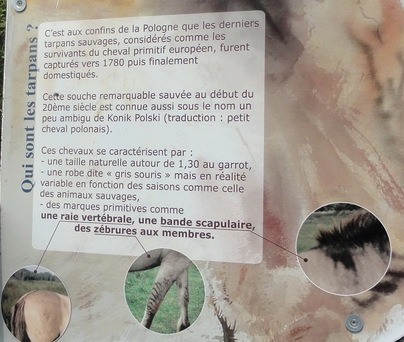 Qui sont les tarpans ?
C'est aux confins de la Pologne que les derniers
tarpans sauvages, considérés comme les
survivants du cheval primitif européen, furent
capturés vers 1780 puis finalement
domestiqués.
Cette souche remarquable sauvée au début du
20ème siècle est connue aussi sous le nom un
peu ambigu de Konik Polski (traduction : petit
cheval polonais).
Ces chevaux se caractérisent par :
- une taille naturelle autour de 1,30 au garrot,
- une robe dite « gris souris » mais en réalité
variable en fonction des saisons comme celle
des animaux sauvages,
- des marques primitives comme
une raie vertébrale, une bande scapulaire,
des zébrures aux membres.